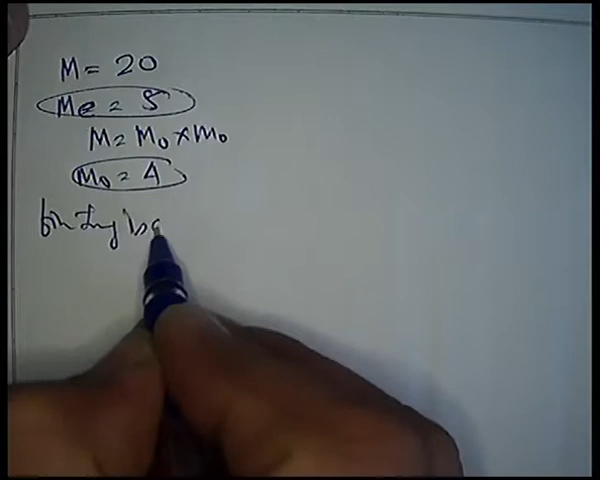 M = 20
Me = 5
M = Mo × Mo
Mo = 4